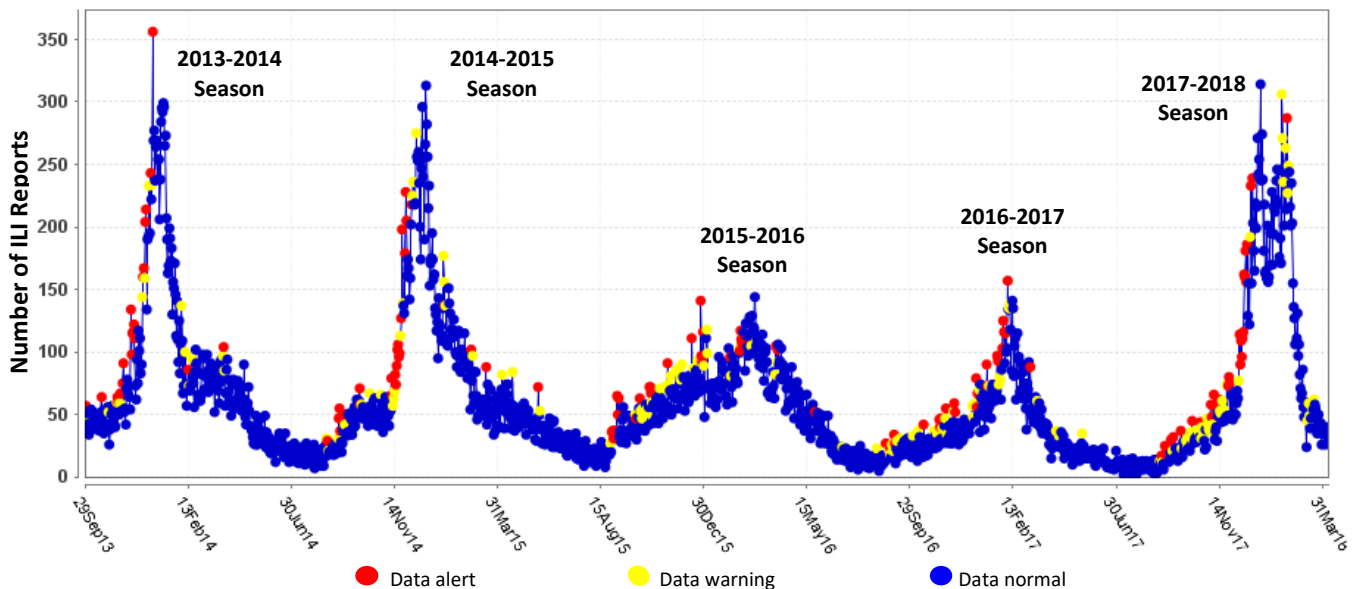 Number of ILI Reports
350
300
250
200
150
100
50
0
2013-2014
Season
2014-2015
Season
2015-2016
Season
2016-2017
Season
2017-2018
Season
29Sep13
13Feb14
30Jun14
14Nov14
31Mar15
15Aug15
30Dec15
15May16
29Sep16
13Feb17
30Jun17
14Nov17
31Mar18
Data alert
Data warning
Data normal